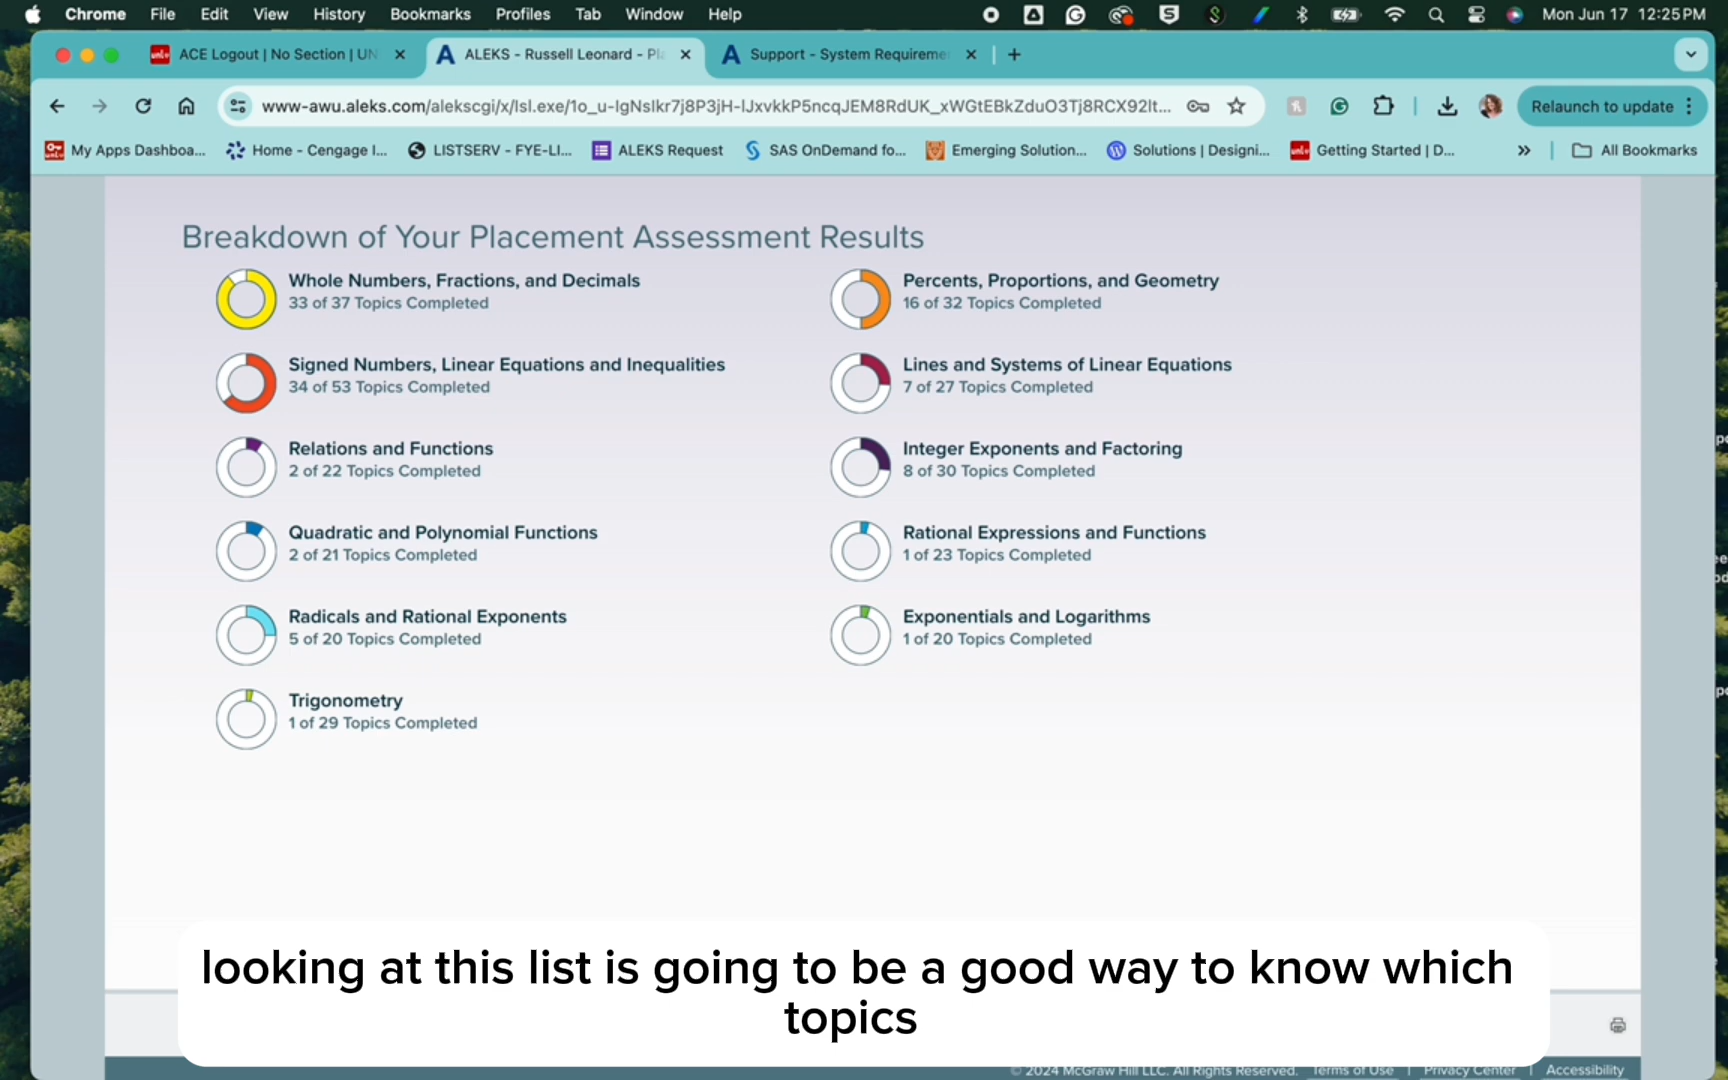 Chrome File Edit View History Bookmarks Profiles Tab Window Help Mon Jun 17 12:25 PM
ACE Logout | No Section | UN
ALEKS - Russell Leonard - Pla
Support - System Requireme
www-awu.aleks.com/alekscgi/x/Isl.exe/1o_u-IgNsIkr7j8P3jH-IJxvkkP5ncqJEM8RdUK_xWGtEBkZduO3Tj8RCX92It...
Relaunch to update
My Apps Dashboa...
Home - Cengage I...
LISTSERV - FYE-LI...
ALEKS Request
SAS OnDemand fo...
Emerging Solution...
Solutions | Designi...
Getting Started | D...
All Bookmarks
Breakdown of Your Placement Assessment Results
Whole Numbers, Fractions, and Decimals
33 of 37 Topics Completed
Percents, Proportions, and Geometry
16 of 32 Topics Completed
Signed Numbers, Linear Equations and Inequalities
34 of 53 Topics Completed
Lines and Systems of Linear Equations
7 of 27 Topics Completed
Relations and Functions
2 of 22 Topics Completed
Integer Exponents and Factoring
8 of 30 Topics Completed
Quadratic and Polynomial Functions
2 of 21 Topics Completed
Rational Expressions and Functions
1 of 23 Topics Completed
Radicals and Rational Exponents
5 of 20 Topics Completed
Exponentials and Logarithms
1 of 20 Topics Completed
Trigonometry
1 of 29 Topics Completed
looking at this list is going to be a good way to know which
topics
© 2024 McGraw Hill LLC. All Rights Reserved. Terms of Use | Privacy Center | Accessibility